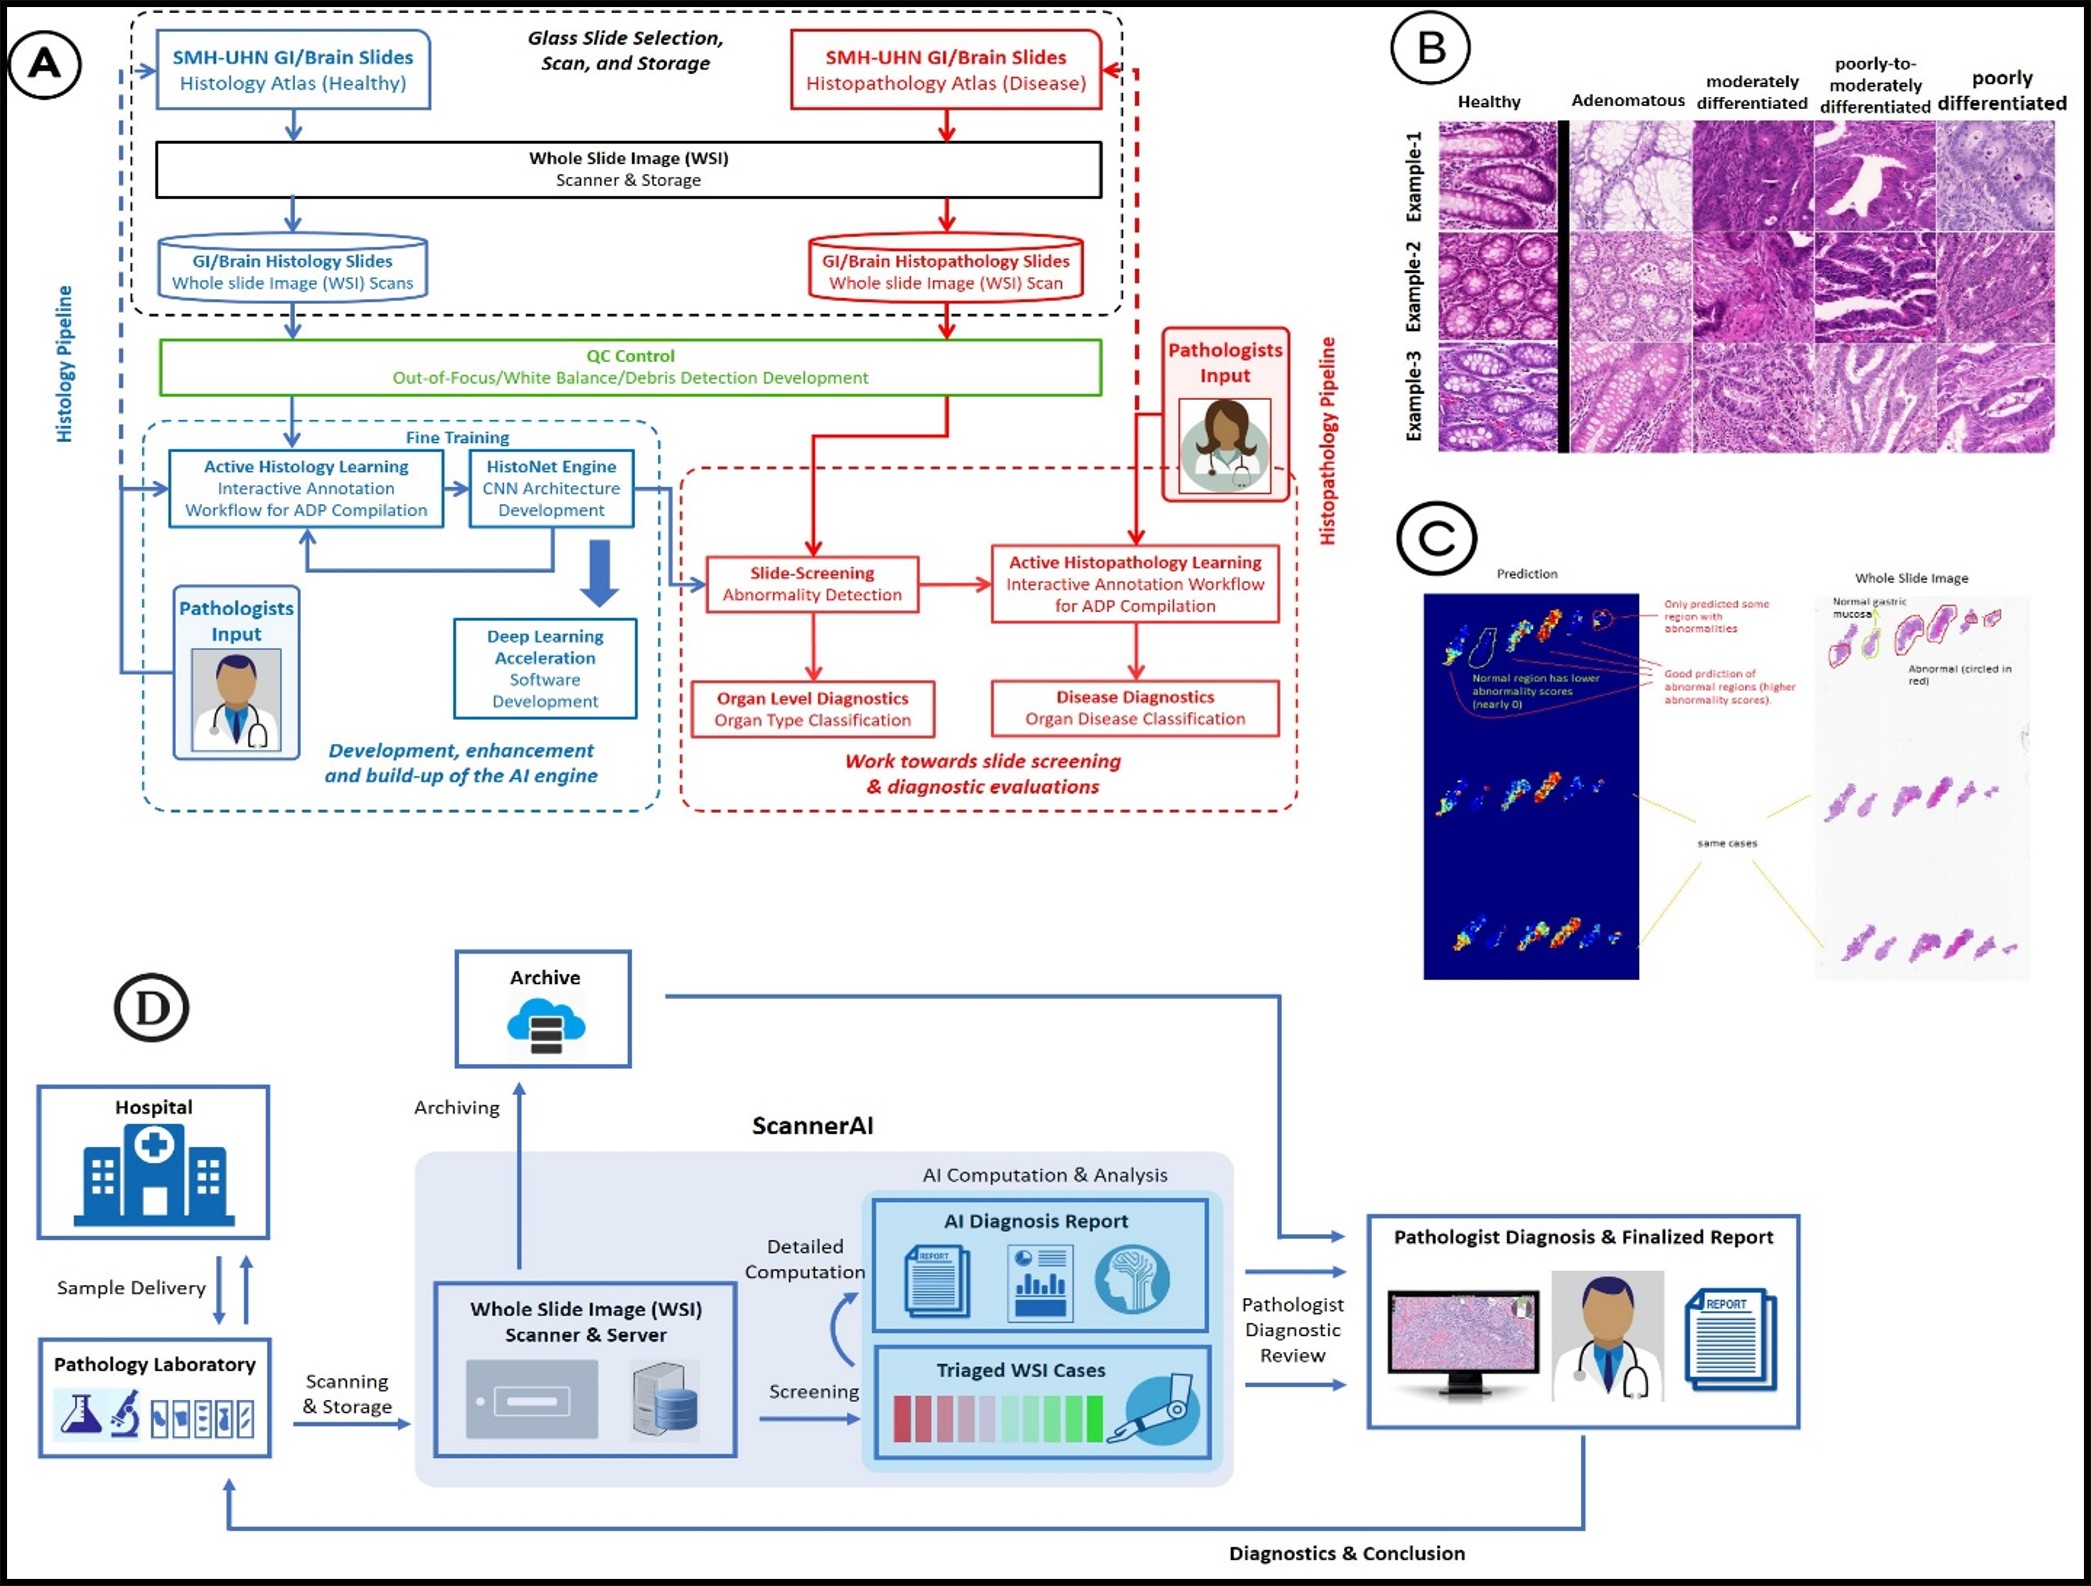 A
SMH-UHN GI/Brain Slides
Histology Atlas (Healthy)
Glass Slide Selection,
Scan, and Storage
SMH-UHN GI/Brain Slides
Histopathology Atlas (Disease)
Whole Slide Image (WSI)
Scanner & Storage
GI/Brain Histology Slides
Whole slide Image (WSI) Scans
GI/Brain Histopathology Slides
Whole slide Image (WSI) Scan
QC Control
Out-of-Focus/White Balance/Debris Detection Development
Histology Pipeline
Fine Training
Active Histology Learning
Interactive Annotation
Workflow for ADP Compilation
HistoNet Engine
CNN Architecture
Development
Pathologists
Input
Deep Learning
Acceleration
Software
Development
Development, enhancement
and build-up of the AI engine
Pathologists
Input
Histopathology Pipeline
Slide-Screening
Abnormality Detection
Active Histopathology Learning
Interactive Annotation Workflow
for ADP Compilation
Organ Level Diagnostics
Organ Type Classification
Disease Diagnostics
Organ Disease Classification
Work towards slide screening
& diagnostic evaluations
B
Healthy
Adenomatous
moderately
differentiated
poorly-to-
moderately
differentiated
poorly
differentiated
Example-1
Example-2
Example-3
C
Prediction
Whole Slide Image
Only predicted some
region with
abnormalities
Normal region has lower
abnormality scores
(nearly 0)
Good prdiction of
abnormal regions (higher
abnormality scores).
Normal gastric
mucosa
Abnormal (circled in
red)
same cases
D
Hospital
Sample Delivery
Pathology Laboratory
Scanning
& Storage
Archive
Archiving
ScannerAI
Whole Slide Image (WSI)
Scanner & Server
Detailed
Computation
Screening
AI Computation & Analysis
AI Diagnosis Report
REPORT
Triaged WSI Cases
Pathologist
Diagnostic
Review
Pathologist Diagnosis & Finalized Report
REPORT
Diagnostics & Conclusion